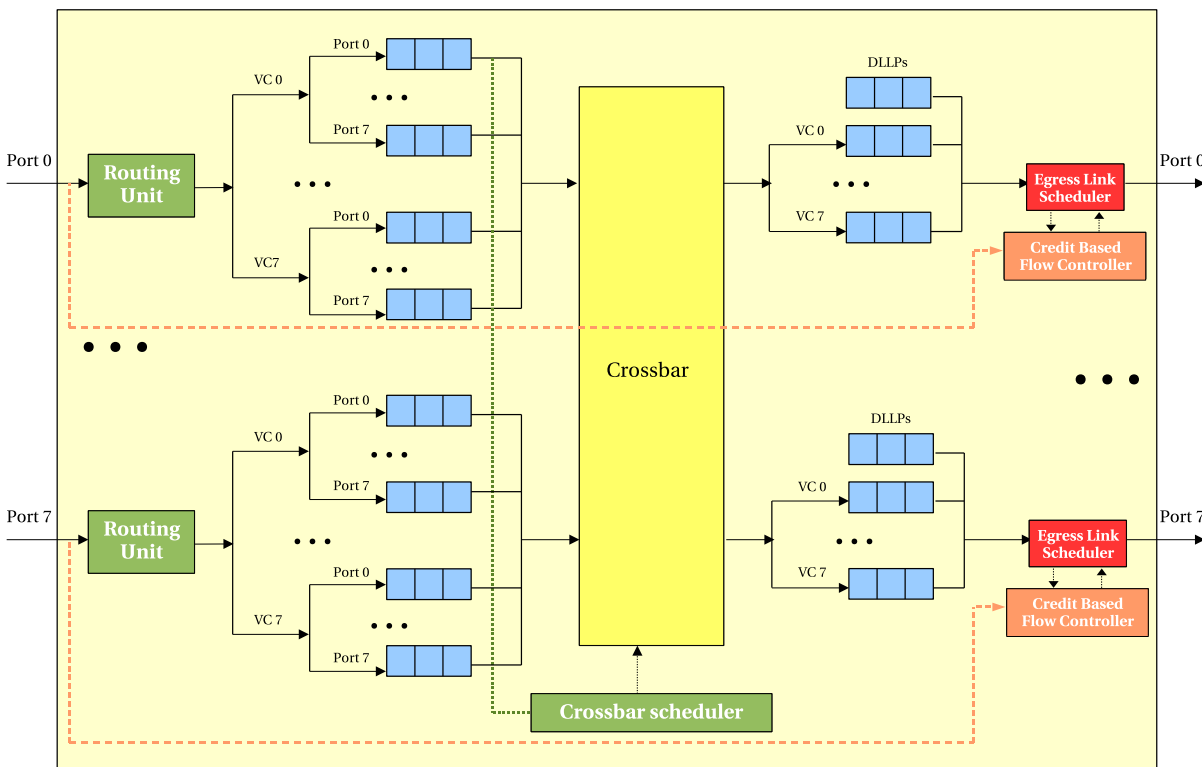 Port 0
Routing
Unit
VC 0
Port 0
Port 7
VC7
Port 0
Port 7
Crossbar
DLLPs
VC 0
VC 7
Egress Link
Scheduler
Credit Based
Flow Controller
Port 0
Port 7
Routing
Unit
VC 0
Port 0
Port 7
VC 7
Port 0
Port 7
DLLPs
VC 0
VC 7
Egress Link
Scheduler
Credit Based
Flow Controller
Port 7
Crossbar scheduler